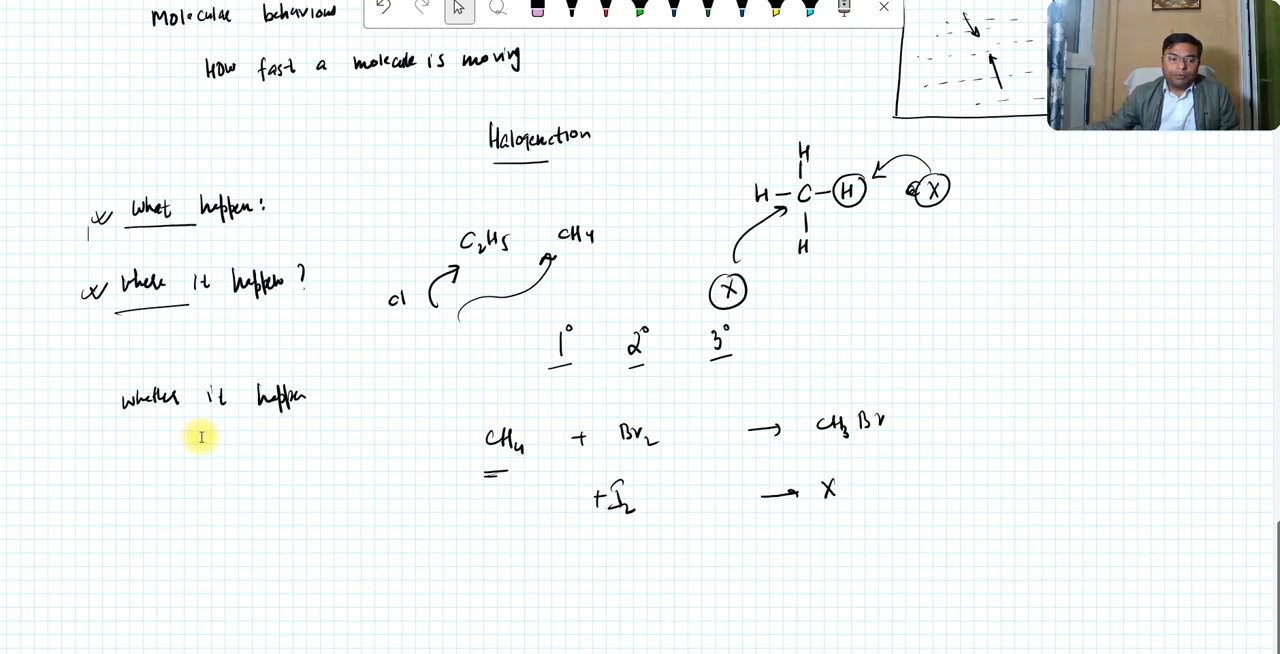 Molecular behaviour
How fast a molecule is moving
Halogenation
H
H - C - H X
H
What happen:
C2H5 CH4
Where it happen?
Cl
X
1° 2° 3°
whether it happen
CH4 + Br2 → CH3Br
+ I2 → X